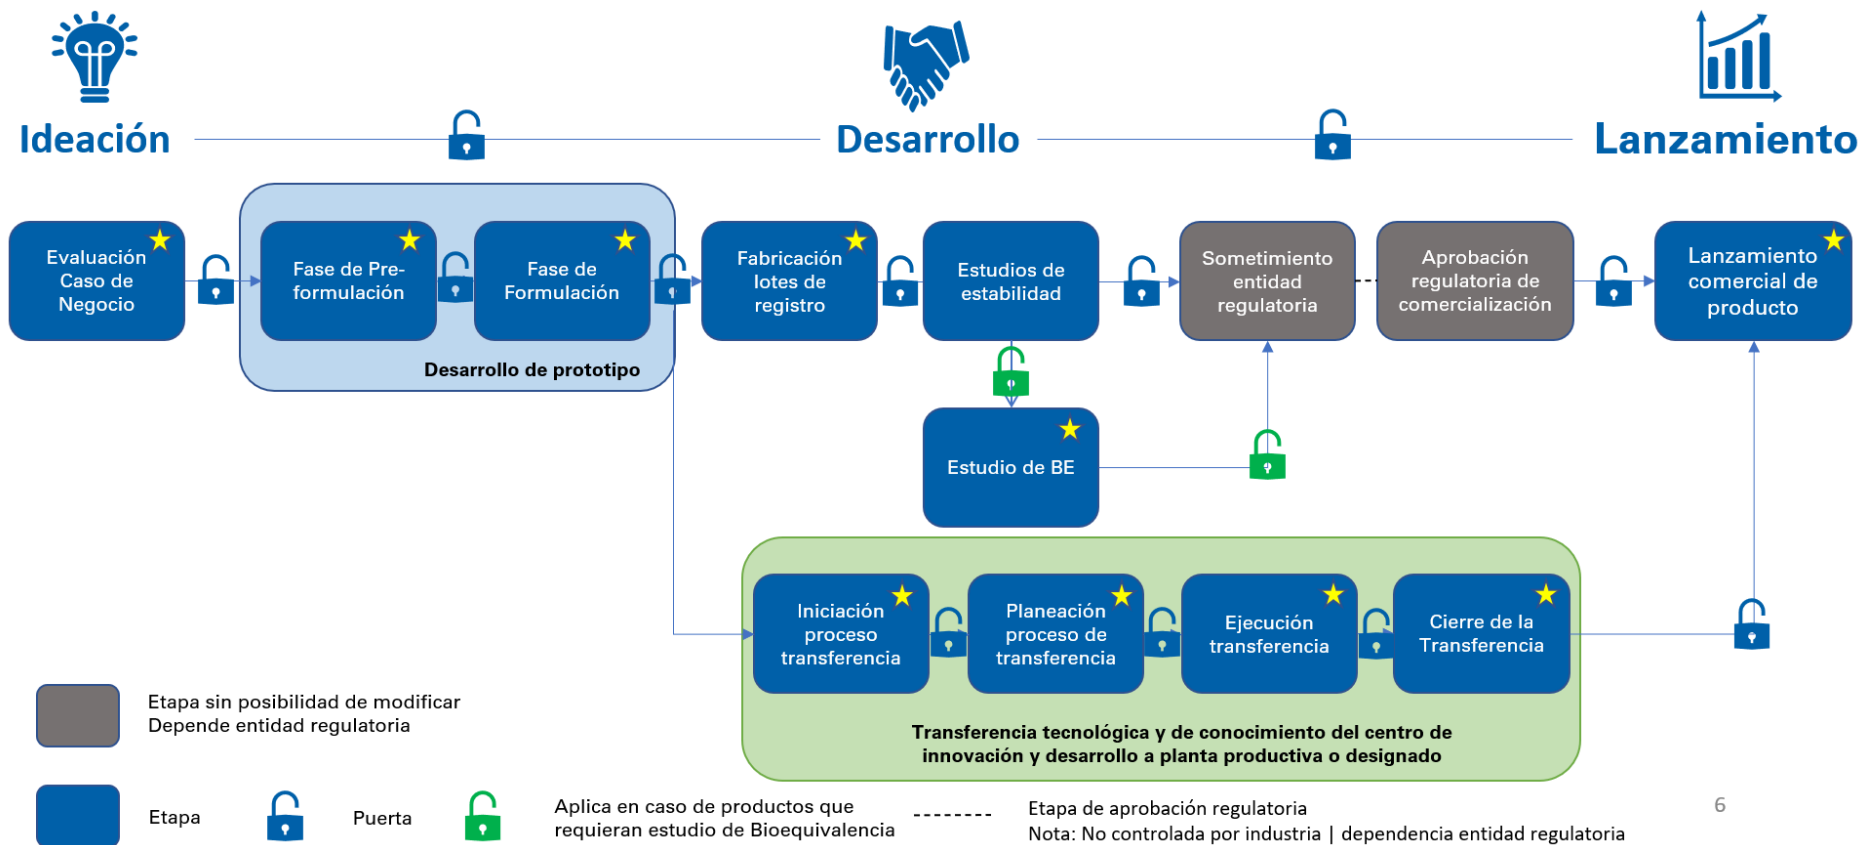 Ideación
Desarrollo
Lanzamiento
Evaluación
Caso de
Negocio
Fase de Pre-
formulación
Fase de
Formulación
Desarrollo de prototipo
Fabricación
lotes de
registro
Estudios de
estabilidad
Sometimiento
entidad
regulatoria
Aprobación
regulatoria de
comercialización
Lanzamiento
comercial de
producto
Estudio de BE
Iniciación
proceso
transferencia
Planeación
proceso de
transferencia
Ejecución
transferencia
Cierre de la
Transferencia
Transferencia tecnológica y de conocimiento del centro de
innovación y desarrollo a planta productiva o designado
Etapa sin posibilidad de modificar
Depende entidad regulatoria
Etapa
Puerta
Aplica en caso de productos que
requieran estudio de Bioequivalencia
Etapa de aprobación regulatoria
Nota: No controlada por industria | dependencia entidad regulatoria
6